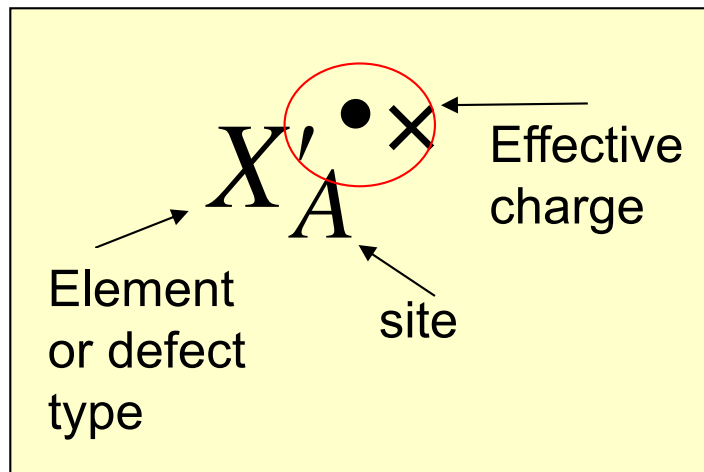 X′• ×
A
Effective
charge
Element
or defect
type
site